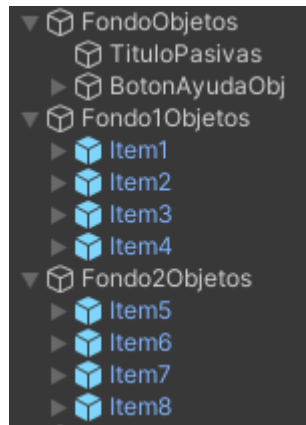 FondoObjetos
TituloPasivas
BotonAyudaObj
Fondo1Objetos
Item1
Item2
Item3
Item4
Fondo2Objetos
Item5
Item6
Item7
Item8